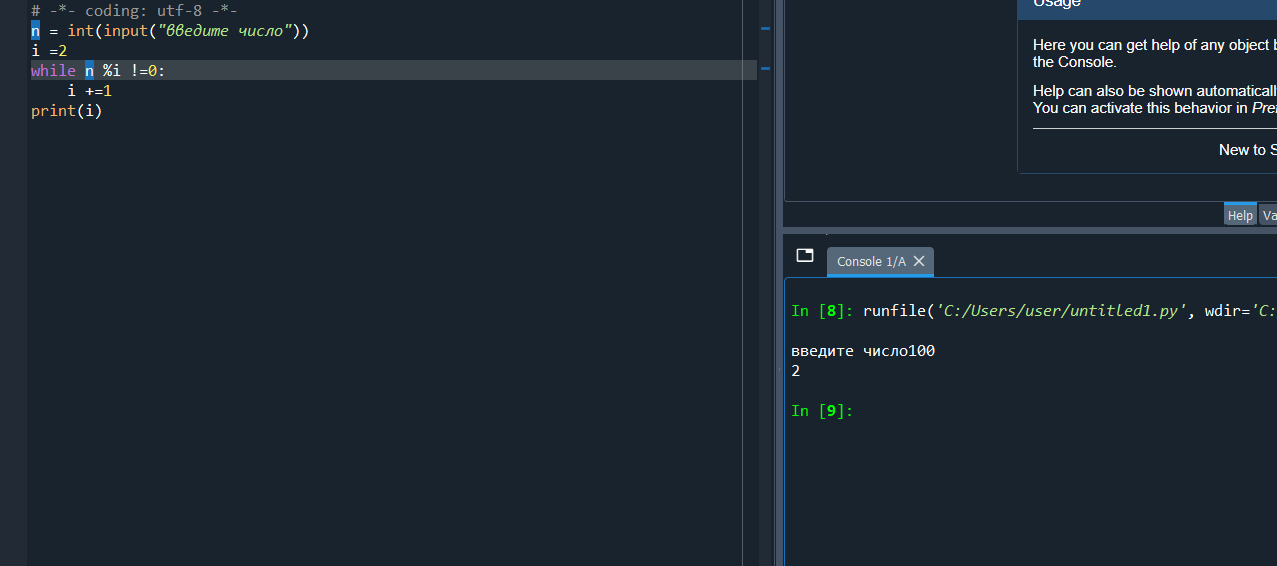 # -*- coding: utf-8 -*-
n = int(input("введите число"))
i =2
while n %i !=0:
    i +=1
print(i)
Usage
Here you can get help of any object b
the Console.
Help can also be shown automatically
You can activate this behavior in Pre
New to S
Help Va
Console 1/A
In [8]: runfile('C:/Users/user/untitled1.py', wdir='C:
введите число100
2
In [9]: